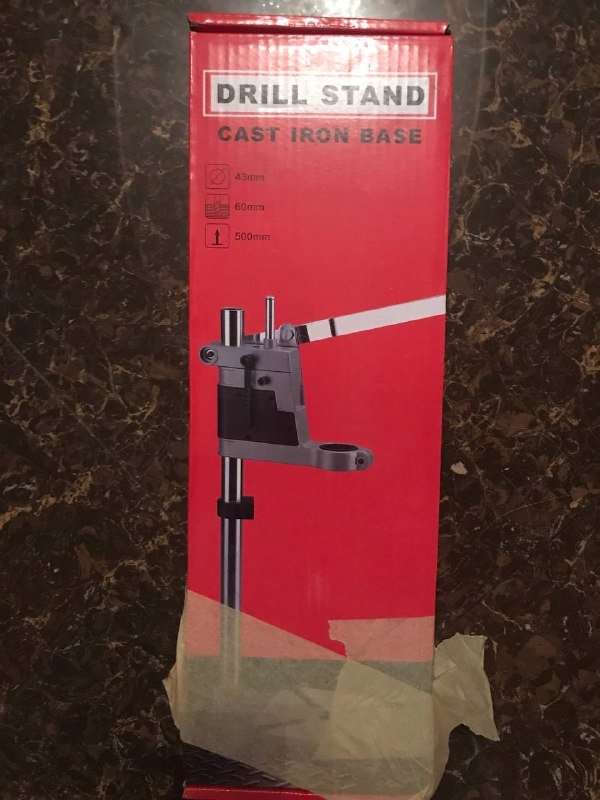 DRILL STAND
CAST IRON BASE
43mm
60mm
500mm